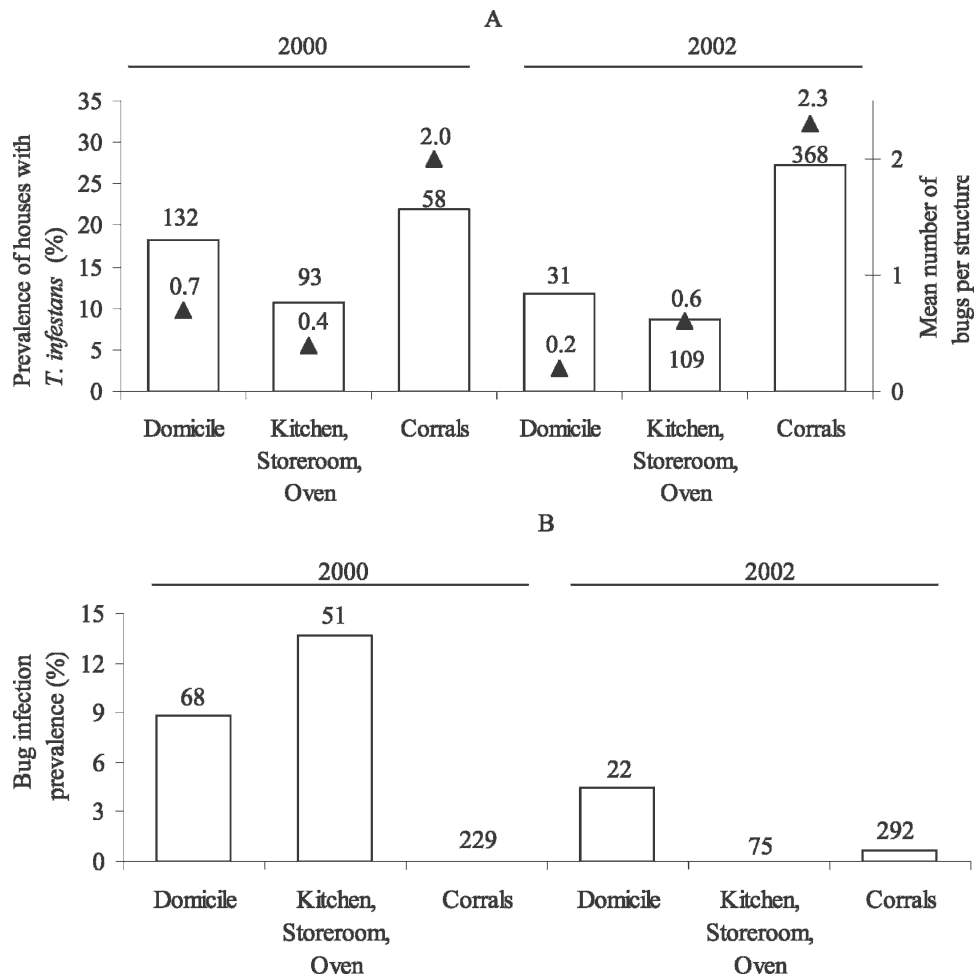 A
2000
2002
Prevalence of houses with
T. infestans (%)
35
30
25
20
15
10
5
0
132
0.7
93
0.4
2.0
58
31
0.2
0.6
109
2.3
368
2
1
0
Mean number of
bugs per structure
Domicile
Kitchen,
Storeroom,
Oven
Corrals
Domicile
Kitchen,
Storeroom,
Oven
Corrals
B
2000
2002
Bug infection
prevalence (%)
15
12
9
6
3
0
68
51
229
22
75
292
Domicile
Kitchen,
Storeroom,
Oven
Corrals
Domicile
Kitchen,
Storeroom,
Oven
Corrals